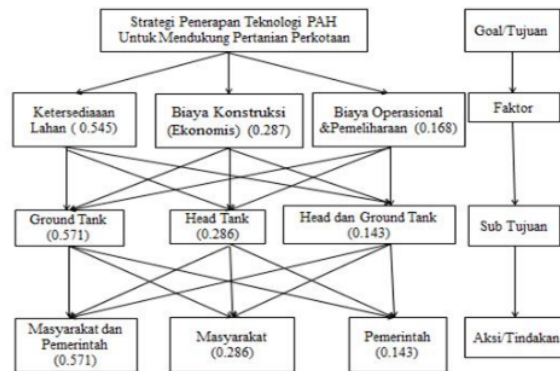 Strategi Penerapan Teknologi PAH
Untuk Mendukung Pertanian Perkotaan
Goal/Tujuan
Ketersediaaan
Lahan ( 0.545)
Biaya Konstruksi
(Ekonomis) (0.287)
Biaya Operasional
&Pemeliharaan (0.168)
Faktor
Ground Tank
(0.571)
Head Tank
(0.286)
Head dan Ground Tank
(0.143)
Sub Tujuan
Masyarakat dan
Pemerintah
(0.571)
Masyarakat
(0.286)
Pemerintah
(0.143)
Aksi/Tindakan